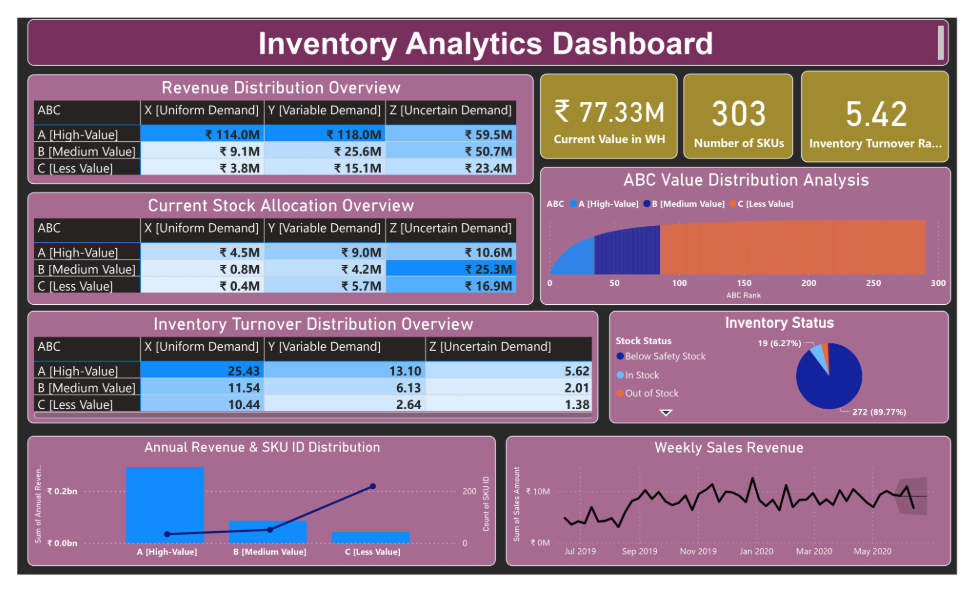 Inventory Analytics Dashboard
Revenue Distribution Overview
ABC X [Uniform Demand] Y [Variable Demand] Z [Uncertain Demand]
A [High-Value] ₹ 114.0M ₹ 118.0M ₹ 59.5M
B [Medium Value] ₹ 9.1M ₹ 25.6M ₹ 50.7M
C [Less Value] ₹ 3.8M ₹ 15.1M ₹ 23.4M
₹ 77.33M
Current Value in WH
303
Number of SKUs
5.42
Inventory Turnover Ra...
Current Stock Allocation Overview
ABC X [Uniform Demand] Y [Variable Demand] Z [Uncertain Demand]
A [High-Value] ₹ 4.5M ₹ 9.0M ₹ 10.6M
B [Medium Value] ₹ 0.8M ₹ 4.2M ₹ 25.3M
C [Less Value] ₹ 0.4M ₹ 5.7M ₹ 16.9M
ABC Value Distribution Analysis
ABC A [High-Value] B [Medium Value] C [Less Value]
0 50 100 150 200 250 300
ABC Rank
Inventory Turnover Distribution Overview
ABC X [Uniform Demand] Y [Variable Demand] Z [Uncertain Demand]
A [High-Value] 25.43 13.10 5.62
B [Medium Value] 11.54 6.13 2.01
C [Less Value] 10.44 2.64 1.38
Inventory Status
Stock Status
Below Safety Stock
In Stock
Out of Stock
19 (6.27%)
272 (89.77%)
Annual Revenue & SKU ID Distribution
Sum of Annual Reven...
₹ 0.2bn
₹ 0.0bn
A [High-Value] B [Medium Value] C [Less Value]
200
0
Count of SKU ID
Weekly Sales Revenue
Sum of Sales Amount
₹ 10M
₹ 0M
Jul 2019 Sep 2019 Nov 2019 Jan 2020 Mar 2020 May 2020